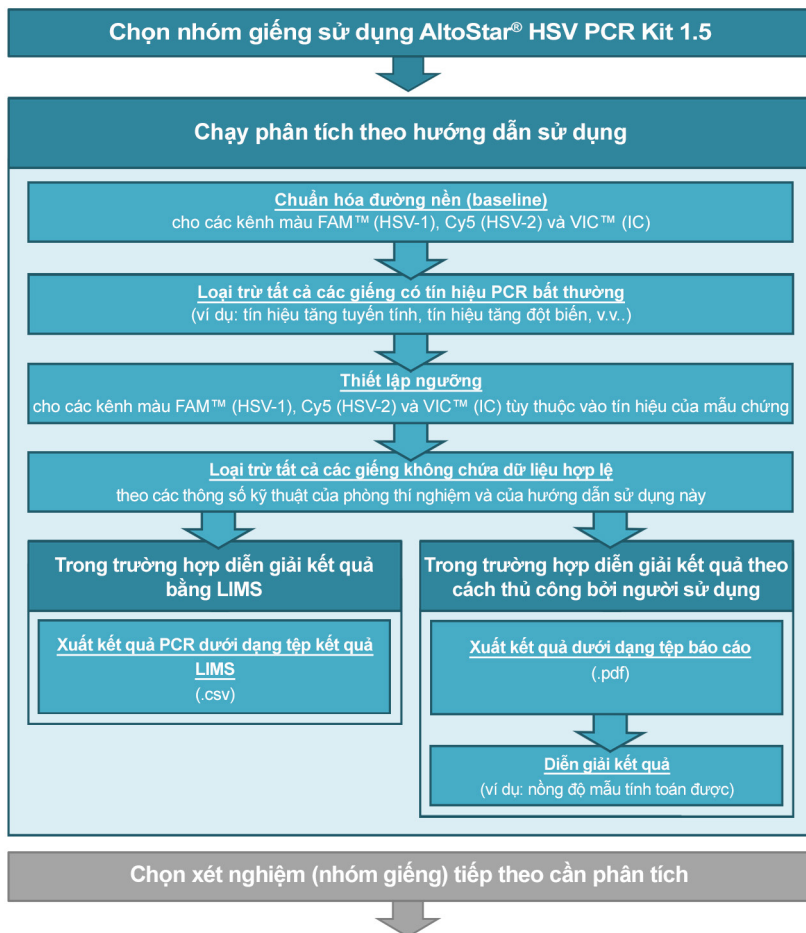 Chọn nhóm giếng sử dụng AltoStar® HSV PCR Kit 1.5
Chạy phân tích theo hướng dẫn sử dụng
Chuẩn hóa đường nền (baseline)
cho các kênh màu FAM™ (HSV-1), Cy5 (HSV-2) và VIC™ (IC)
Loại trừ tất cả các giếng có tín hiệu PCR bất thường
(ví dụ: tín hiệu tăng tuyến tính, tín hiệu tăng đột biến, v.v..)
Thiết lập ngưỡng
cho các kênh màu FAM™ (HSV-1), Cy5 (HSV-2) và VIC™ (IC) tùy thuộc vào tín hiệu của mẫu chứng
Loại trừ tất cả các giếng không chứa dữ liệu hợp lệ
theo các thông số kỹ thuật của phòng thí nghiệm và của hướng dẫn sử dụng này
Trong trường hợp diễn giải kết quả
bằng LIMS
Xuất kết quả PCR dưới dạng tệp kết quả
LIMS
(.csv)
Trong trường hợp diễn giải kết quả theo
cách thủ công bởi người sử dụng
Xuất kết quả dưới dạng tệp báo cáo
(.pdf)
Diễn giải kết quả
(ví dụ: nồng độ mẫu tính toán được)
Chọn xét nghiệm (nhóm giếng) tiếp theo cần phân tích